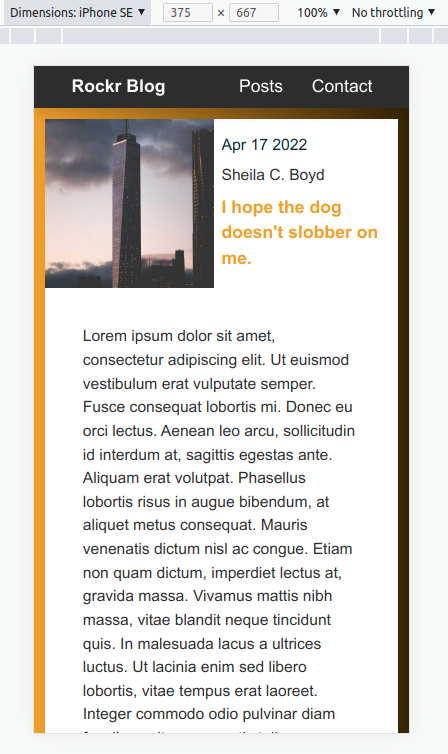 Dimensions: iPhone SE ▼ 375 × 667 100% ▼ No throttling ▼
Rockr Blog Posts Contact
Apr 17 2022
Sheila C. Boyd
I hope the dog
doesn't slobber on
me.
Lorem ipsum dolor sit amet,
consectetur adipiscing elit. Ut euismod
vestibulum erat vulputate semper.
Fusce consequat lobortis mi. Donec eu
orci lectus. Aenean leo arcu, sollicitudin
id interdum at, sagittis egestas ante.
Aliquam erat volutpat. Phasellus
lobortis risus in augue bibendum, at
aliquet metus consequat. Mauris
venenatis dictum nisl ac congue. Etiam
non quam dictum, imperdiet lectus at,
gravida massa. Vivamus mattis nibh
massa, vitae blandit neque tincidunt
quis. In malesuada lacus a ultrices
luctus. Ut lacinia enim sed libero
lobortis, vitae tempus erat laoreet.
Integer commodo odio pulvinar diam